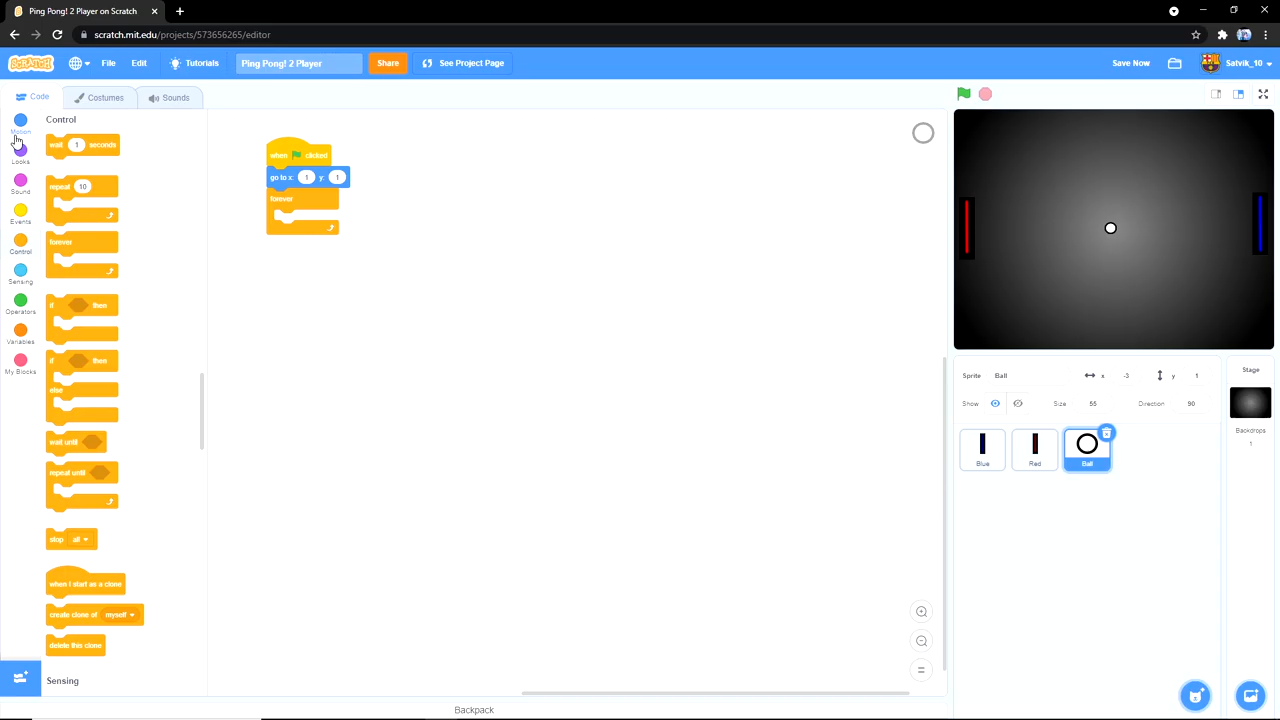 Ping Pong! 2 Player on Scratch
scratch.mit.edu/projects/573656265/editor
SCRATCH File Edit Tutorials Ping Pong! 2 Player Share See Project Page Save Now Satvik_10
Code Costumes Sounds
Motion
Looks
Sound
Events
Control
Sensing
Operators
Variables
My Blocks
Control
wait 1 seconds
repeat 10
forever
if then
if then
else
wait until
repeat until
stop all
when I start as a clone
create clone of myself
delete this clone
Sensing
when clicked
go to x: 1 y: 1
forever
Backpack
Sprite Ball x -3 y 1
Show Size 55 Direction 90
Blue Red Ball
Stage
Backdrops
1